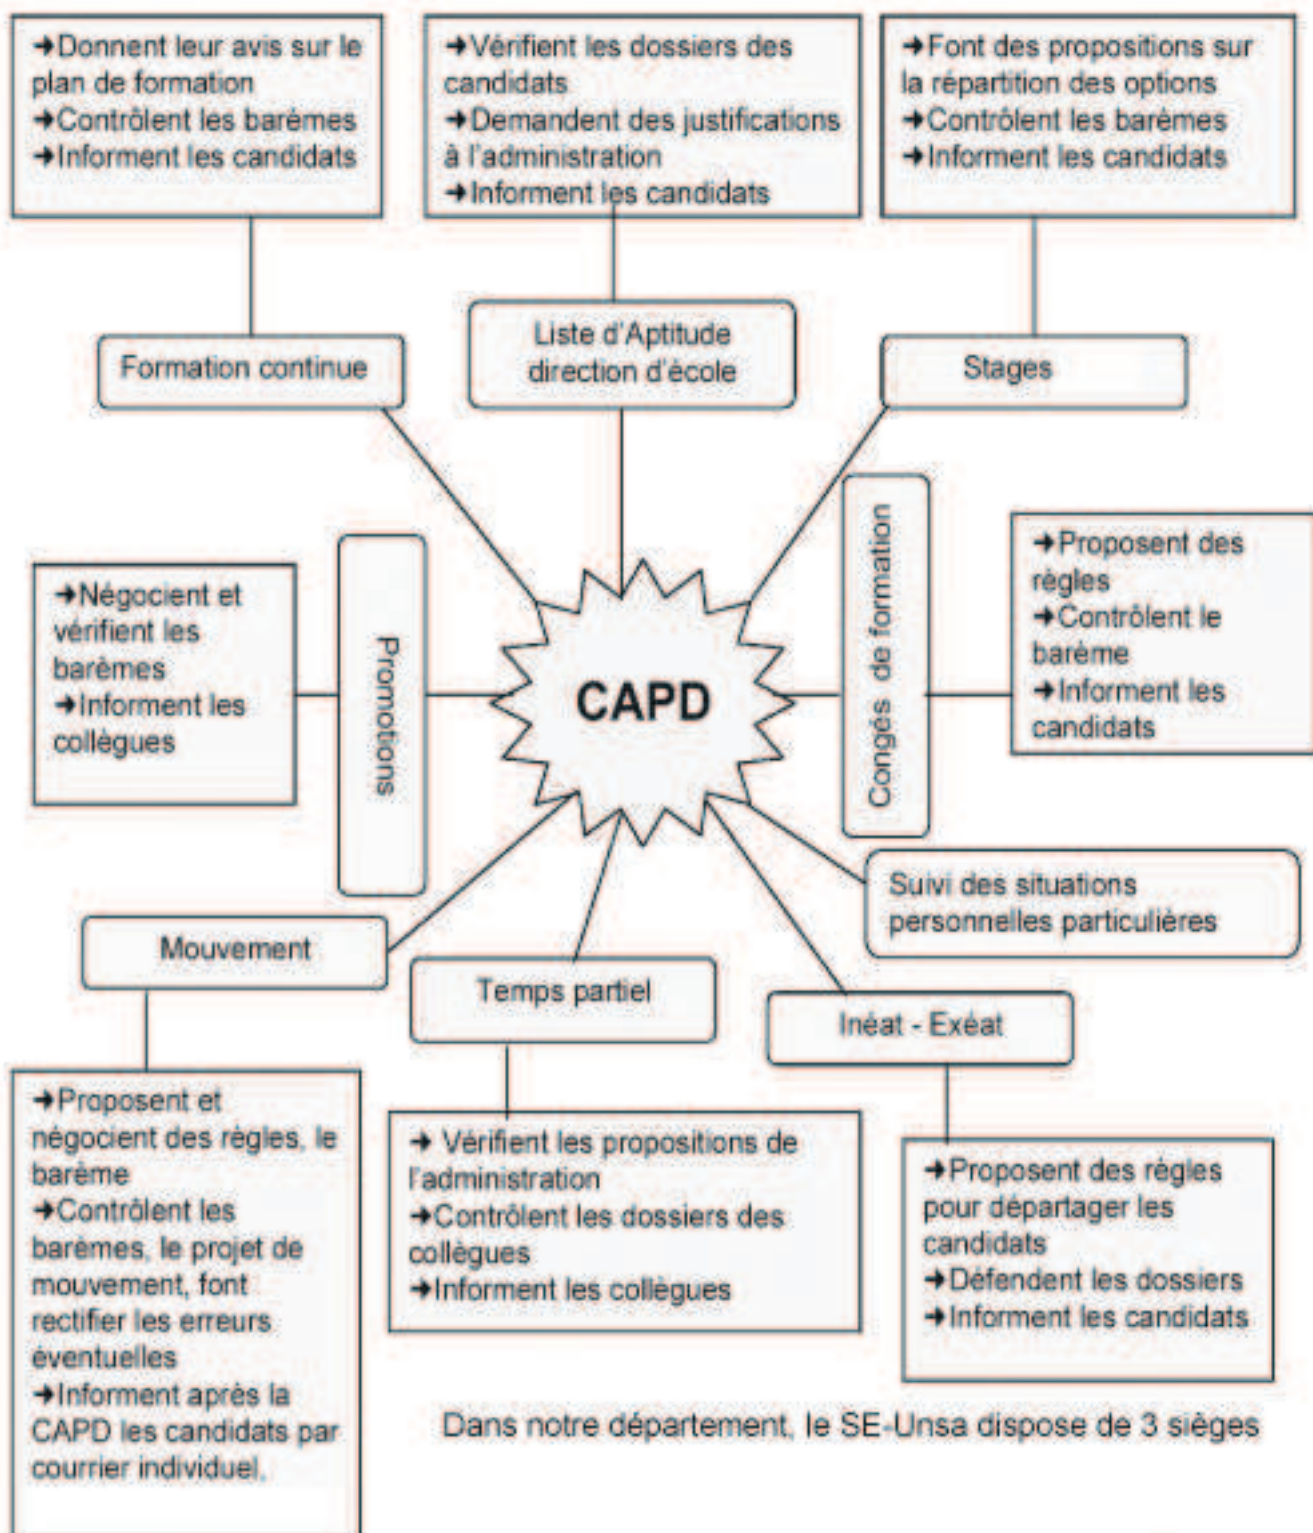 ➔Donnent leur avis sur le
plan de formation
➔Contrôlent les barèmes
➔Informent les candidats
➔Vérifient les dossiers des
candidats
➔Demandent des justifications
à l'administration
➔Informent les candidats
➔Font des propositions sur
la répartition des options
➔Contrôlent les barèmes
➔Informent les candidats
Formation continue
Liste d'Aptitude
direction d'école
Stages
➔Négocient et
vérifient les
barèmes
➔Informent les
collègues
Promotions
CAPD
Congés de formation
➔Proposent des
règles
➔Contrôlent le
barème
➔Informent les
candidats
Suivi des situations
personnelles particulières
Mouvement
Temps partiel
Inéat - Exéat
➔Proposent et
négocient des règles, le
barème
➔Contrôlent les
barèmes, le projet de
mouvement, font
rectifier les erreurs
éventuelles
➔Informent après la
CAPD les candidats par
courrier individuel.
➔ Vérifient les propositions de
l'administration
➔Contrôlent les dossiers des
collègues
➔Informent les collègues
➔Proposent des règles
pour départager les
candidats
➔Défendent les dossiers
➔Informent les candidats
Dans notre département, le SE-Unsa dispose de 3 sièges